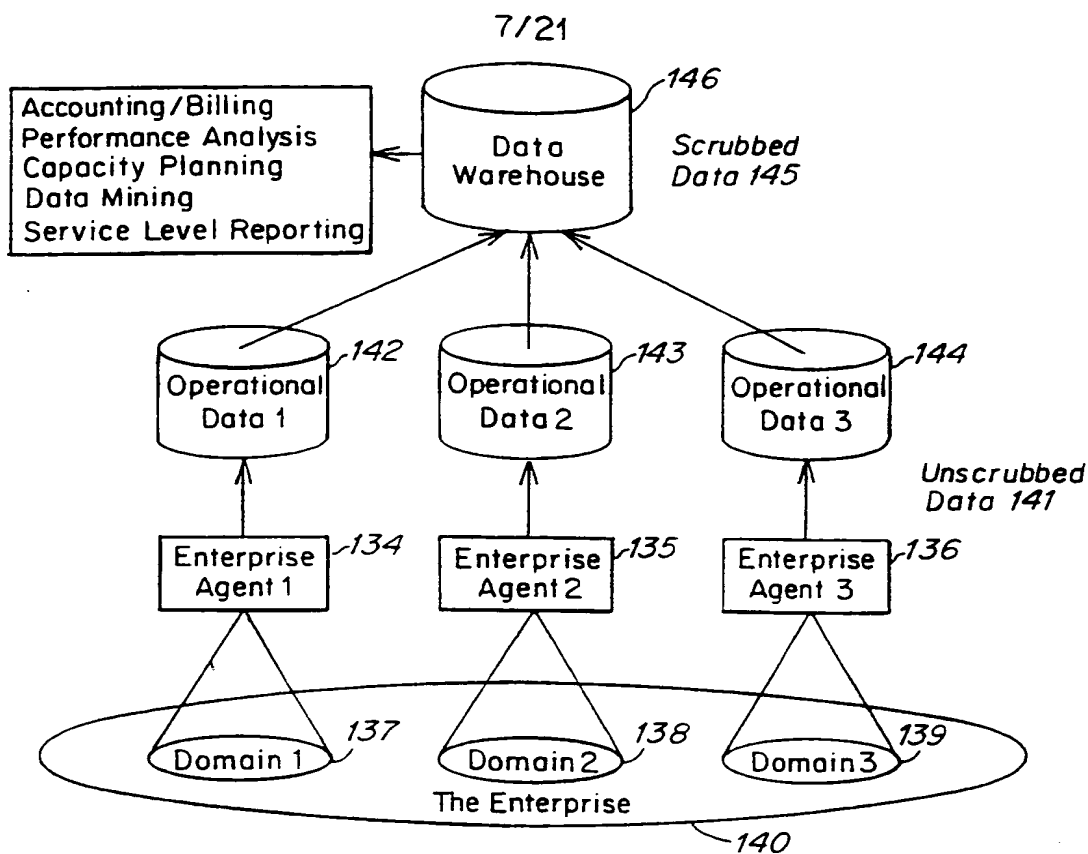 7/21
146
Accounting/Billing
Performance Analysis
Capacity Planning
Data Mining
Service Level Reporting
Data
Warehouse
Scrubbed
Data 145
142
143
144
Operational
Data 1
Operational
Data 2
Operational
Data 3
Unscrubbed
Data 141
134
135
136
Enterprise
Agent 1
Enterprise
Agent 2
Enterprise
Agent 3
137
138
139
Domain 1
Domain 2
Domain 3
The Enterprise
140